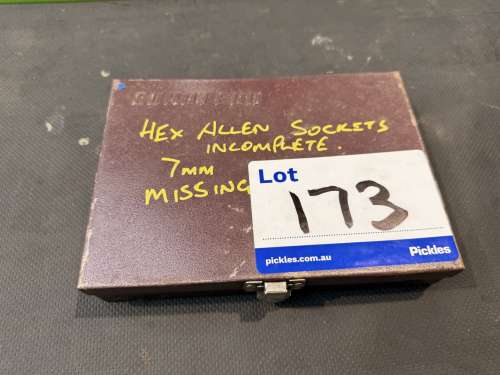 HEX ALLEN SOCKETS
INCOMPLETE.
7mm
MISSING
Lot
173
pickles.com.au
Pickles